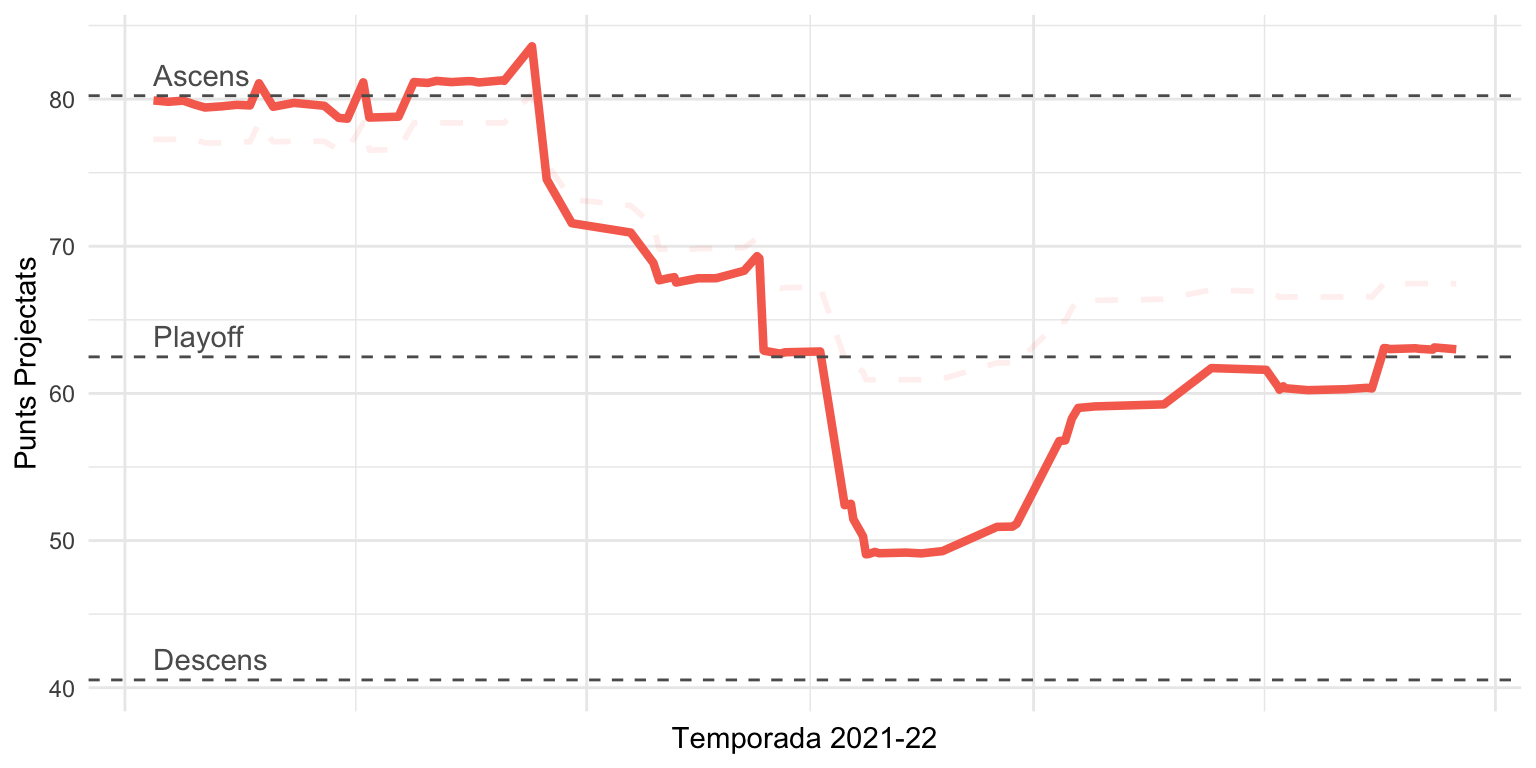 Ascens
80
70
Playoff
60
50
Descens
40
Punts Projectats
Temporada 2021-22